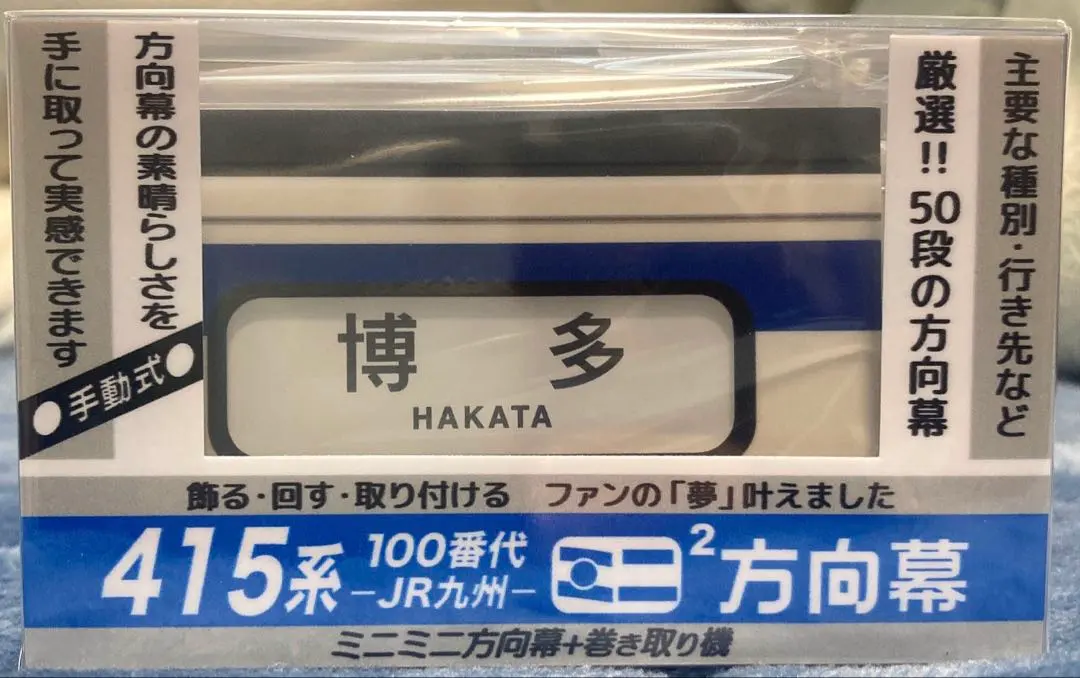 主要な種別・行き先など
厳選!! 50段の方向幕
方向幕の素晴らしさを
手に取って実感できます
手動式
博多
HAKATA
飾る・回す・取り付ける ファンの「夢」叶えました
415系 100番代
-JR九州-
2 方向幕
ミニミニ方向幕+巻き取り機